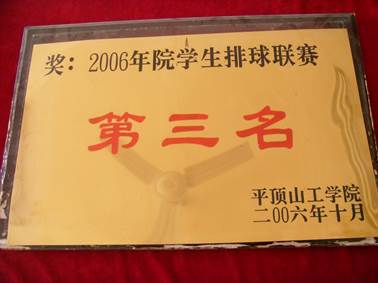 奖：2006年院学生排球联赛
第三名
平顶山工学院
二00六年十月